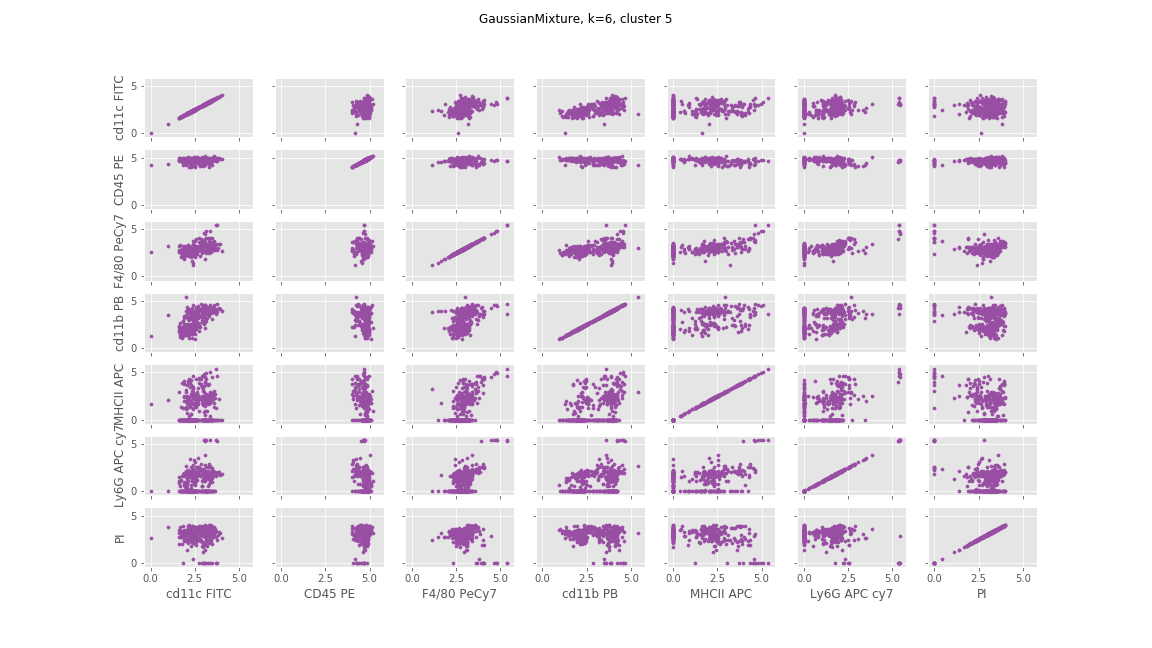 GaussianMixture, k=6, cluster 5
cd11c FITC
5
0
CD45 PE
5
0
F4/80 PeCy7
5
0
cd11b PB
5
0
MHCII APC
5
0
Ly6G APC cy7
5
0
PI
5
0
0.0 2.5 5.0 0.0 2.5 5.0 0.0 2.5 5.0 0.0 2.5 5.0 0.0 2.5 5.0 0.0 2.5 5.0 0.0 2.5 5.0
cd11c FITC CD45 PE F4/80 PeCy7 cd11b PB MHCII APC Ly6G APC cy7 PI